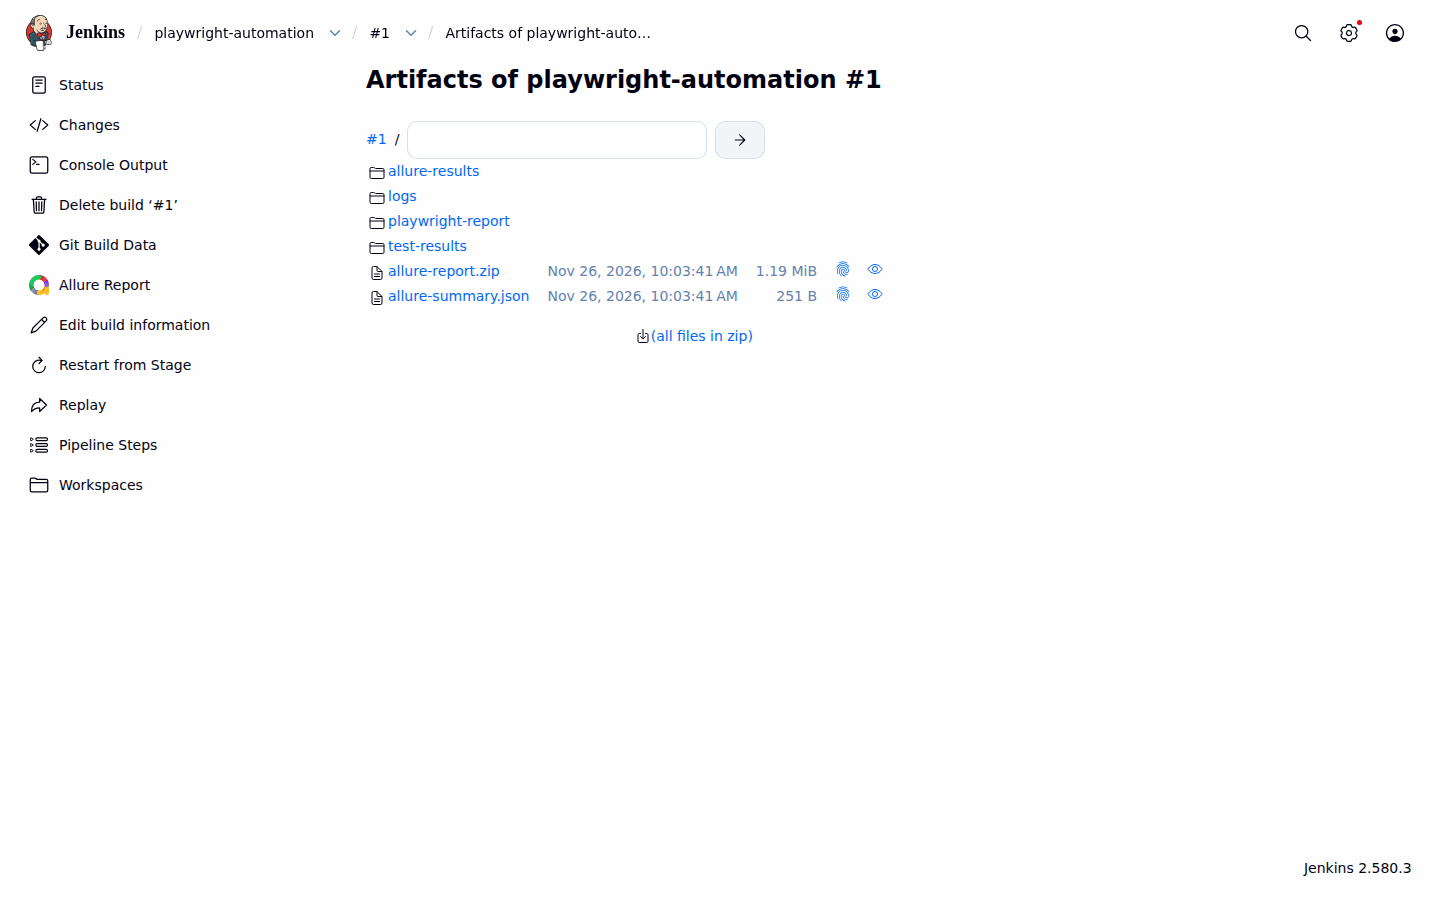 Jenkins / playwright-automation / #1 / Artifacts of playwright-auto...
Status
Changes
Console Output
Delete build ‘#1’
Git Build Data
Allure Report
Edit build information
Restart from Stage
Replay
Pipeline Steps
Workspaces
Artifacts of playwright-automation #1
#1 /
allure-results
logs
playwright-report
test-results
allure-report.zip Nov 26, 2026, 10:03:41 AM 1.19 MiB
allure-summary.json Nov 26, 2026, 10:03:41 AM 251 B
(all files in zip)
Jenkins 2.580.3